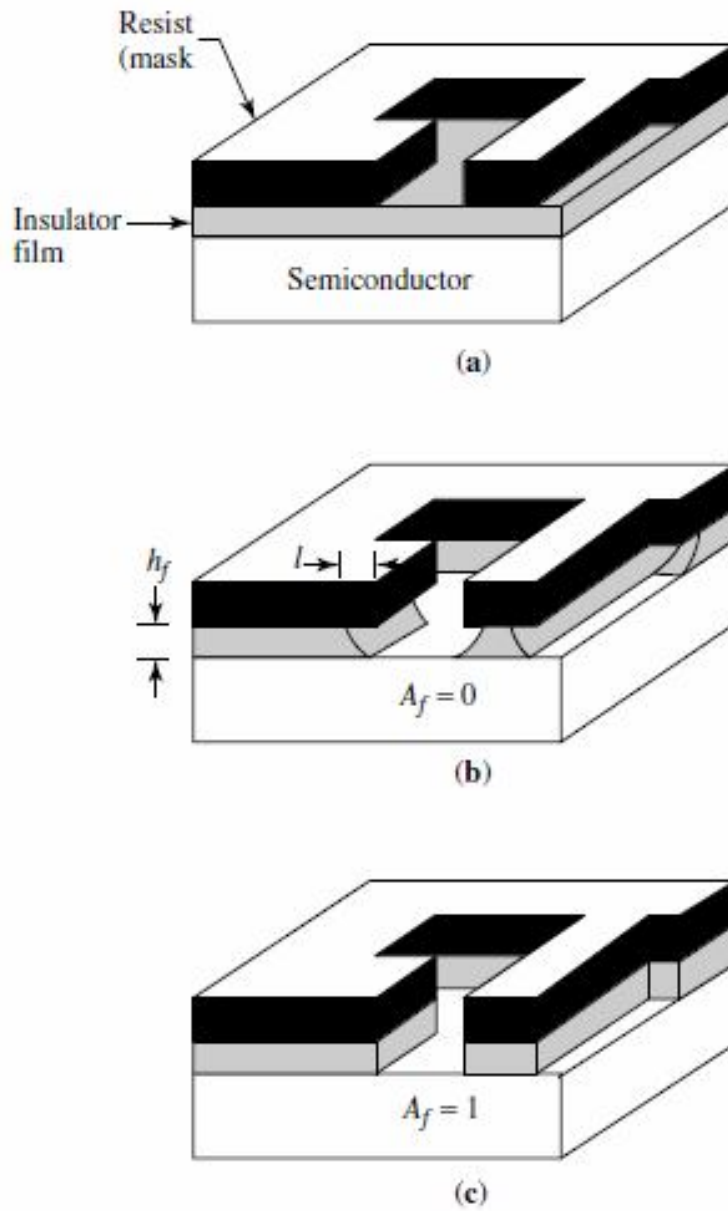 Resist
(mask
Insulator
film
Semiconductor
(a)
h_f
l
A_f = 0
(b)
A_f = 1
(c)